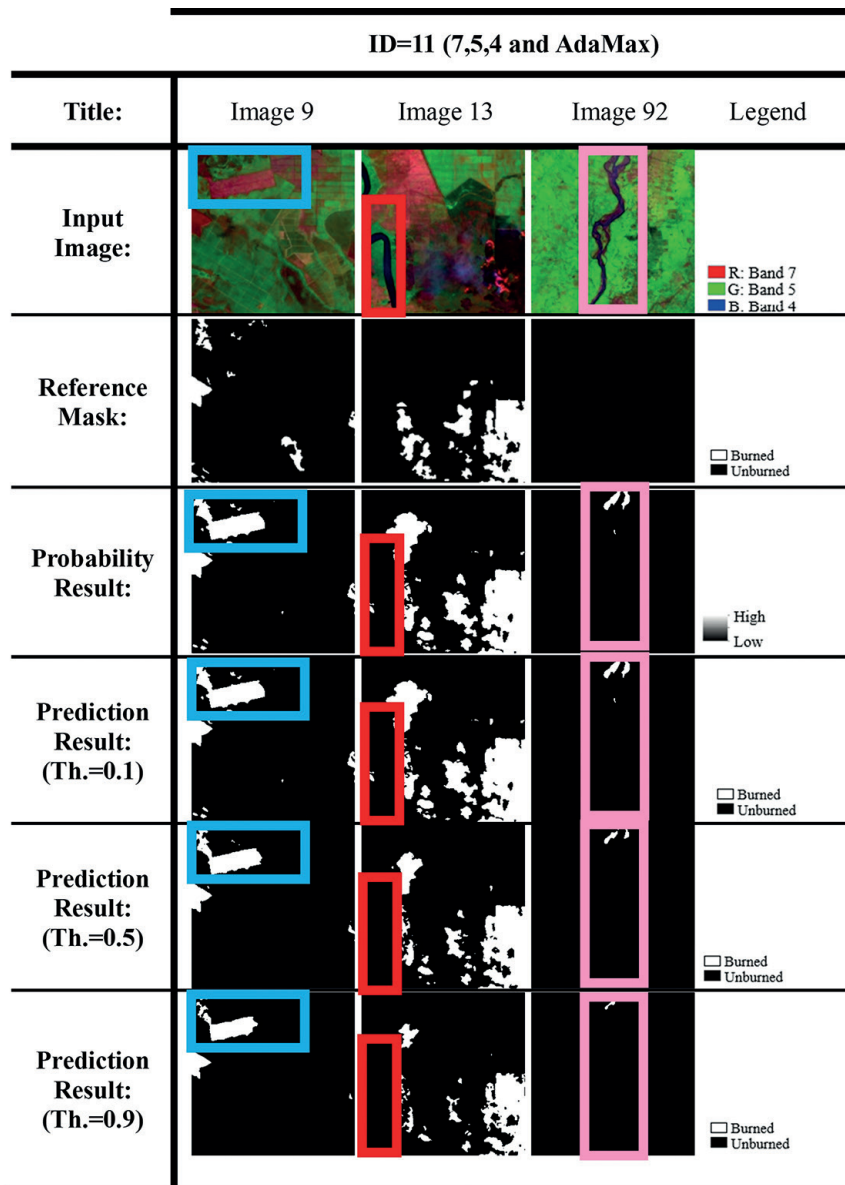 ID=11 (7,5,4 and AdaMax)
Title: Image 9 Image 13 Image 92 Legend
Input
Image:
R: Band 7
G: Band 5
B. Band 4
Reference
Mask:
Burned
Unburned
Probability
Result:
High
Low
Prediction
Result:
(Th.=0.1)
Burned
Unburned
Prediction
Result:
(Th.=0.5)
Burned
Unburned
Prediction
Result:
(Th.=0.9)
Burned
Unburned